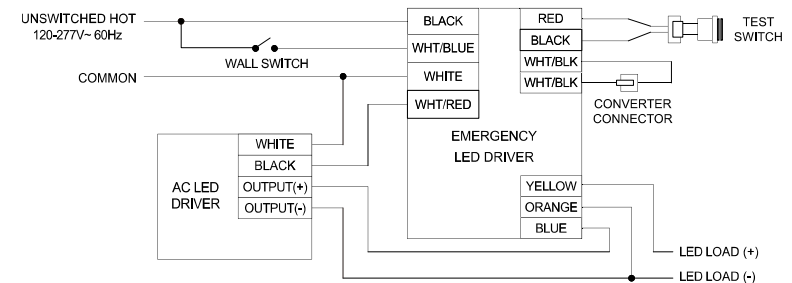 UNSWITCHED HOT
120-277V~ 60Hz
WALL SWITCH
COMMON
BLACK
WHT/BLUE
WHITE
WHT/RED
RED
BLACK
WHT/BLK
WHT/BLK
TEST
SWITCH
CONVERTER
CONNECTOR
EMERGENCY
LED DRIVER
AC LED
DRIVER
WHITE
BLACK
OUTPUT(+)
OUTPUT(-)
YELLOW
ORANGE
BLUE
LED LOAD (+)
LED LOAD (-)